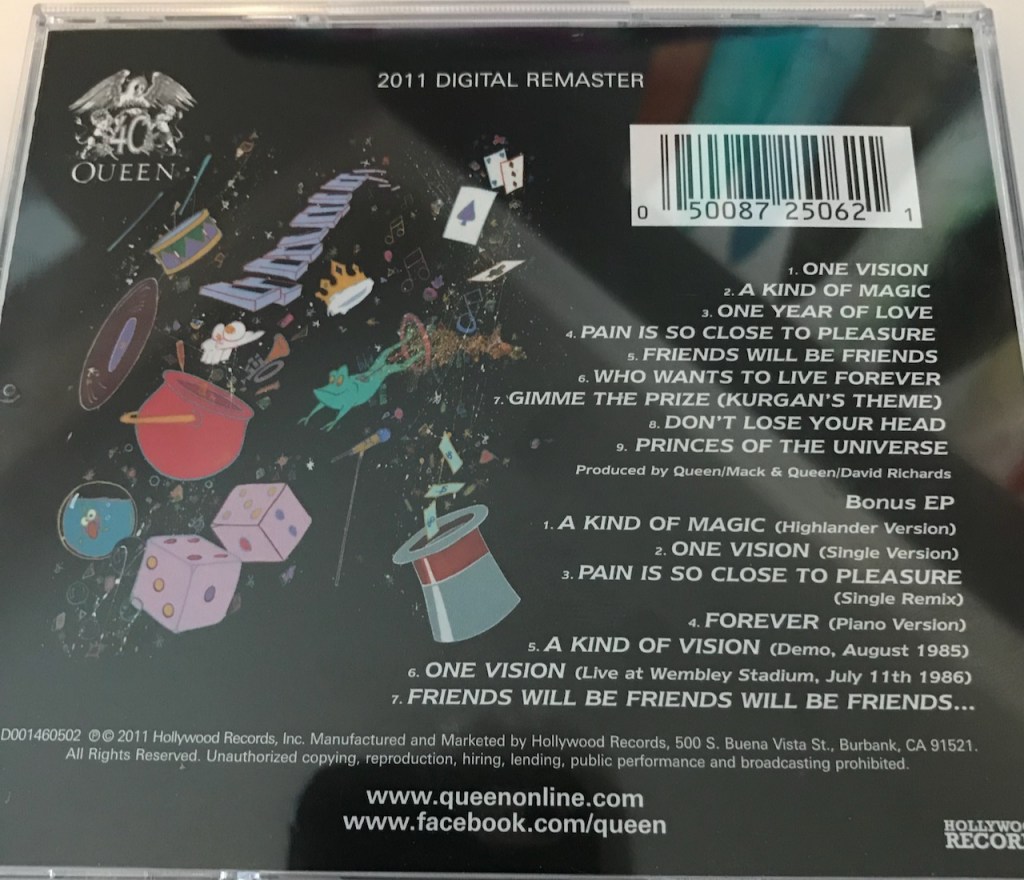 2011 DIGITAL REMASTER
40
QUEEN
0 50087 25062 1
1. ONE VISION
2. A KIND OF MAGIC
3. ONE YEAR OF LOVE
4. PAIN IS SO CLOSE TO PLEASURE
5. FRIENDS WILL BE FRIENDS
6. WHO WANTS TO LIVE FOREVER
7. GIMME THE PRIZE (KURGAN'S THEME)
8. DON'T LOSE YOUR HEAD
9. PRINCES OF THE UNIVERSE
Produced by Queen/Mack & Queen/David Richards
Bonus EP
1. A KIND OF MAGIC (Highlander Version)
2. ONE VISION (Single Version)
3. PAIN IS SO CLOSE TO PLEASURE
(Single Remix)
4. FOREVER (Piano Version)
5. A KIND OF VISION (Demo, August 1985)
6. ONE VISION (Live at Wembley Stadium, July 11th 1986)
7. FRIENDS WILL BE FRIENDS WILL BE FRIENDS...
D001460502 ℗© 2011 Hollywood Records, Inc. Manufactured and Marketed by Hollywood Records, 500 S. Buena Vista St., Burbank, CA 91521.
All Rights Reserved. Unauthorized copying, reproduction, hiring, lending, public performance and broadcasting prohibited.
www.queenonline.com
www.facebook.com/queen
HOLLYWOO
RECOR